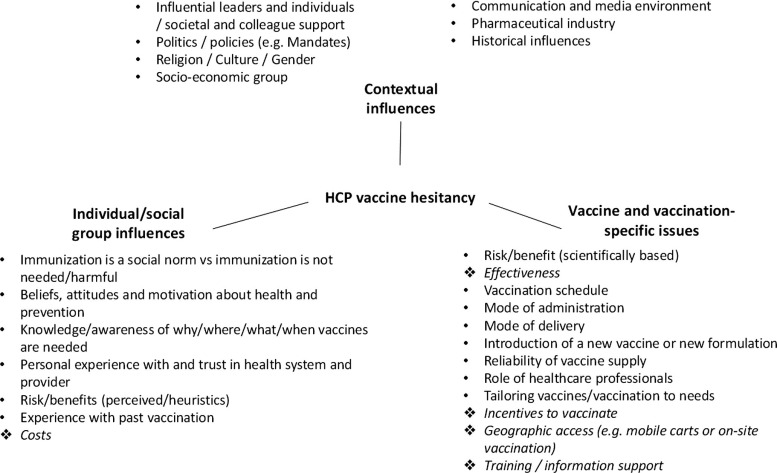 • Influential leaders and individuals
/ societal and colleague support
• Politics / policies (e.g. Mandates)
• Religion / Culture / Gender
• Socio-economic group
• Communication and media environment
• Pharmaceutical industry
• Historical influences
Contextual
influences
HCP vaccine hesitancy
Individual/social
group influences
• Immunization is a social norm vs immunization is not
needed/harmful
• Beliefs, attitudes and motivation about health and
prevention
• Knowledge/awareness of why/where/what/when vaccines
are needed
• Personal experience with and trust in health system and
provider
• Risk/benefits (perceived/heuristics)
• Experience with past vaccination
❖ Costs
Vaccine and vaccination-
specific issues
• Risk/benefit (scientifically based)
❖ Effectiveness
• Vaccination schedule
• Mode of administration
• Mode of delivery
• Introduction of a new vaccine or new formulation
• Reliability of vaccine supply
• Role of healthcare professionals
• Tailoring vaccines/vaccination to needs
❖ Incentives to vaccinate
❖ Geographic access (e.g. mobile carts or on-site
vaccination)
❖ Training / information support